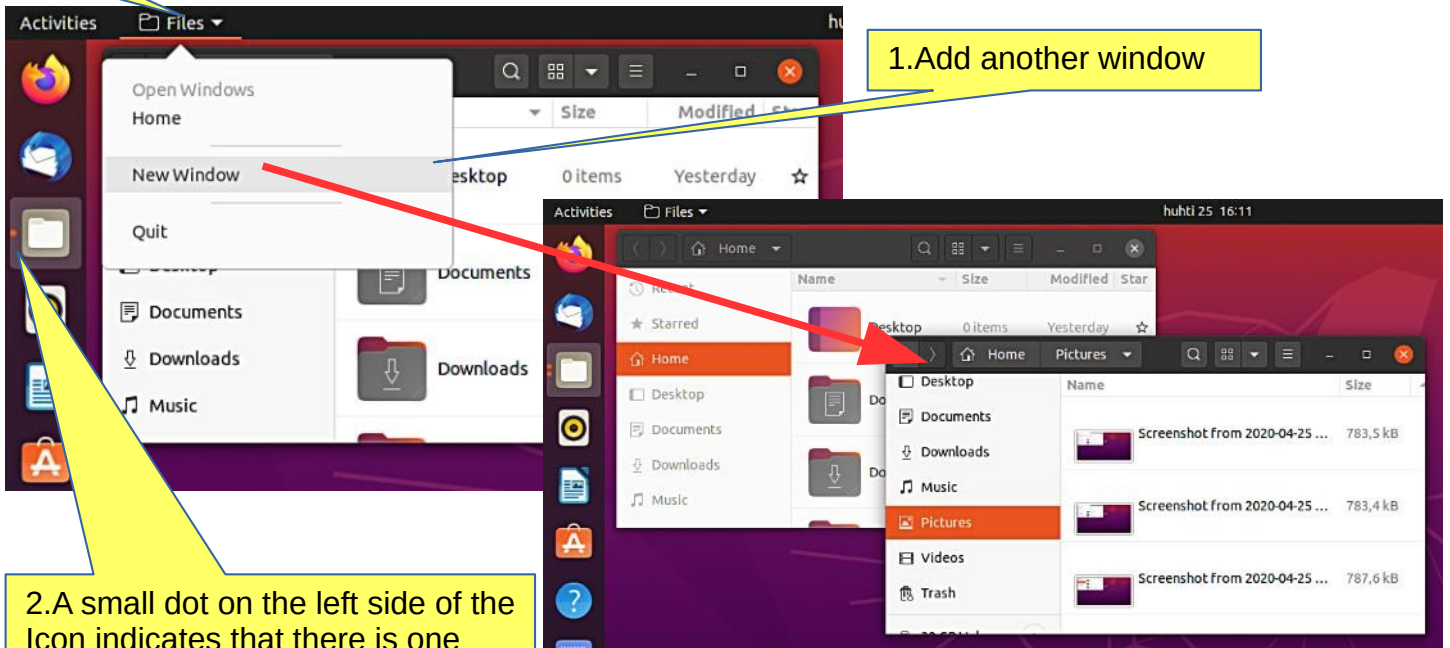 Activities Files
Open Windows
Home
New Window
Quit
Size Modified
0 items Yesterday
Documents
Documents
Downloads
Downloads
Music
1.Add another window
Activities Files huhti 25 16:11
Home
Name Size Modified Star
Recent
Starred
Desktop 0 items Yesterday
Home
Desktop
Documents
Downloads
Music
Home Pictures
Name Size
Desktop
Documents
Screenshot from 2020-04-25 ... 783,5 kB
Downloads
Music
Screenshot from 2020-04-25 ... 783,4 kB
Pictures
Videos
Screenshot from 2020-04-25 ... 787,6 kB
Trash
2.A small dot on the left side of the
Icon indicates that there is one